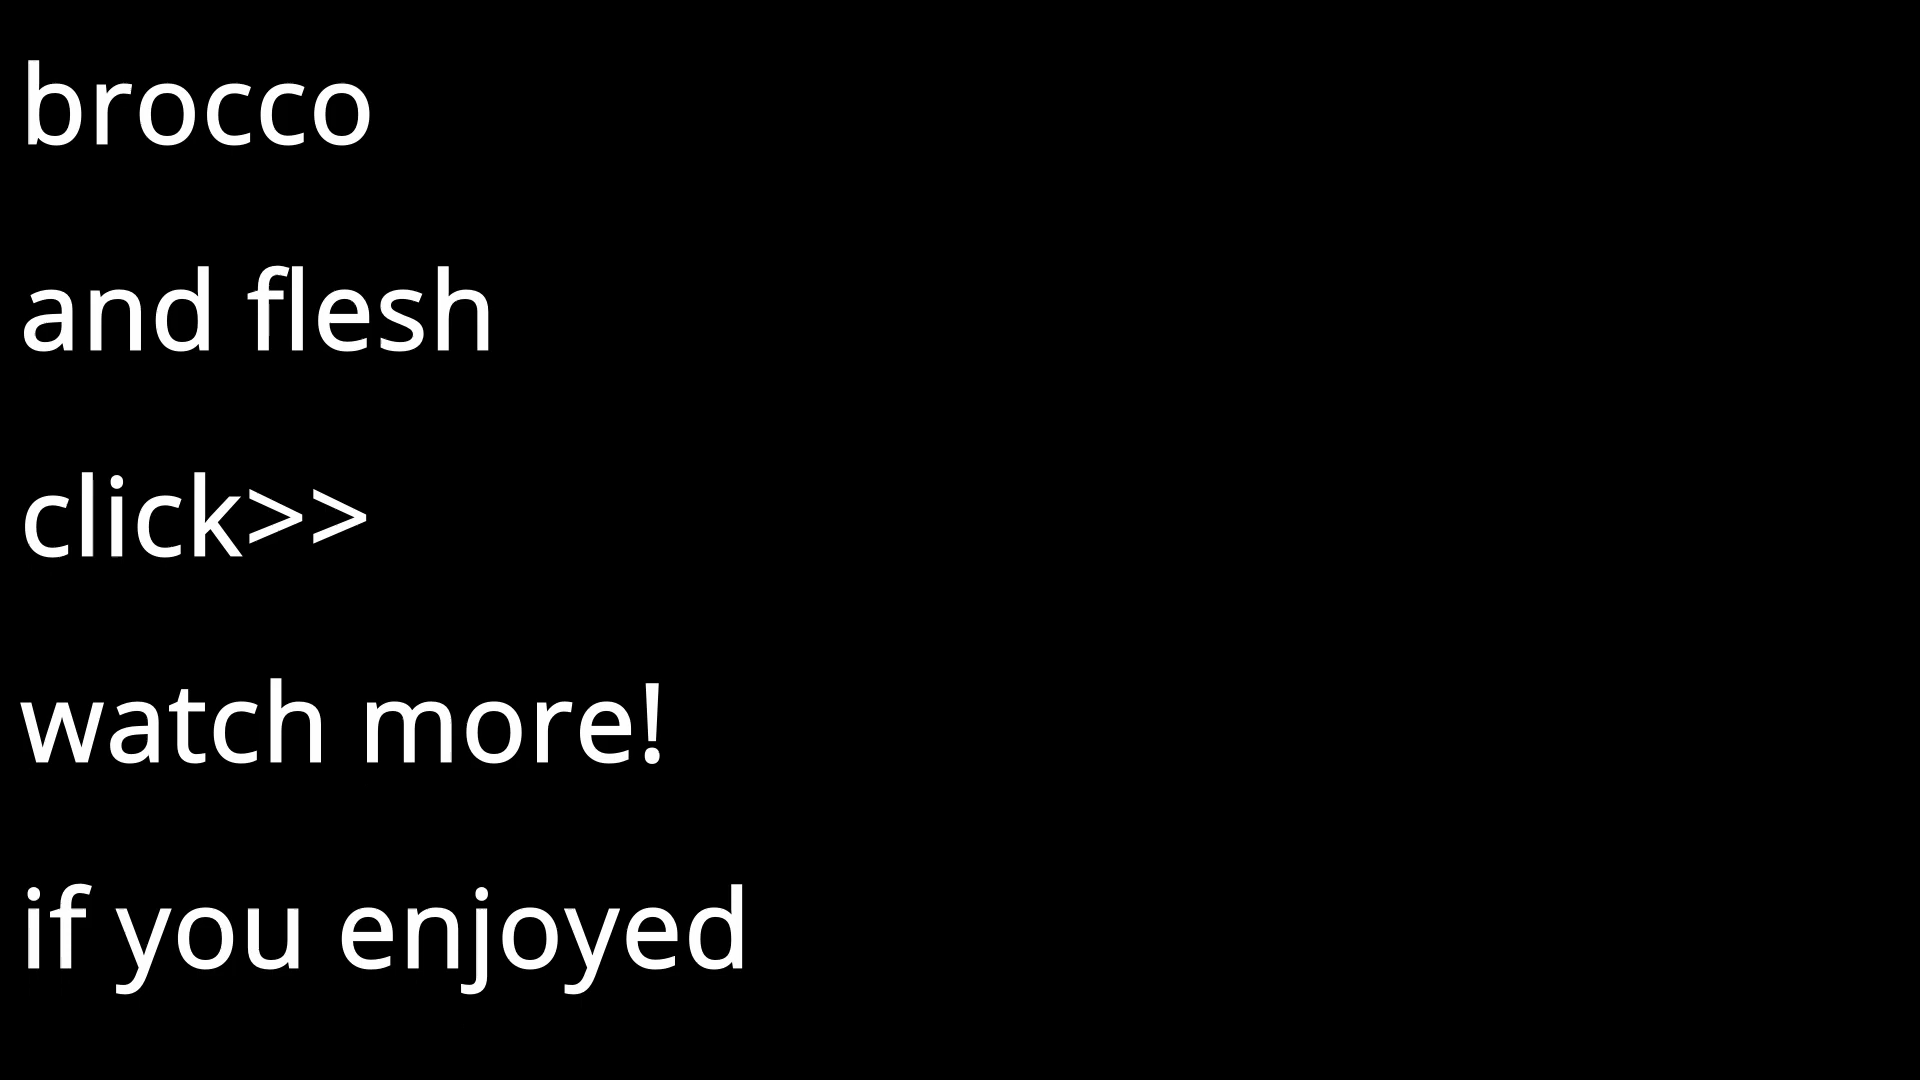 brocco
and flesh
click>>
watch more!
if you enjoyed